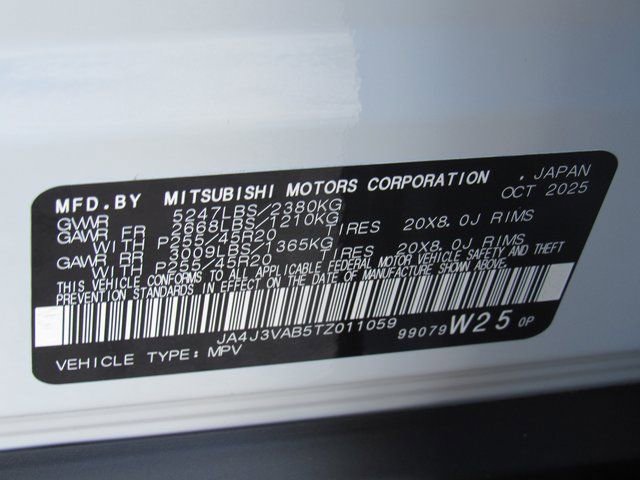 MFD.BY MITSUBISHI MOTORS CORPORATION , JAPAN
GVWR 5247LBS/2380KG OCT 2025
GAWR FR 2668LBS/1210KG
WITH P255/45R20 TIRES 20X8.0J RIMS
GAWR RR 3009LBS/1365KG
WITH P255/45R20 TIRES 20X8.0J RIMS
THIS VEHICLE CONFORMS TO ALL APPLICABLE FEDERAL MOTOR VEHICLE SAFETY AND THEFT
PREVENTION STANDARDS IN EFFECT ON THE DATE OF MANUFACTURE SHOWN ABOVE.
JA4J3VAB5TZ011059
99079 W25 0P
VEHICLE TYPE: MPV